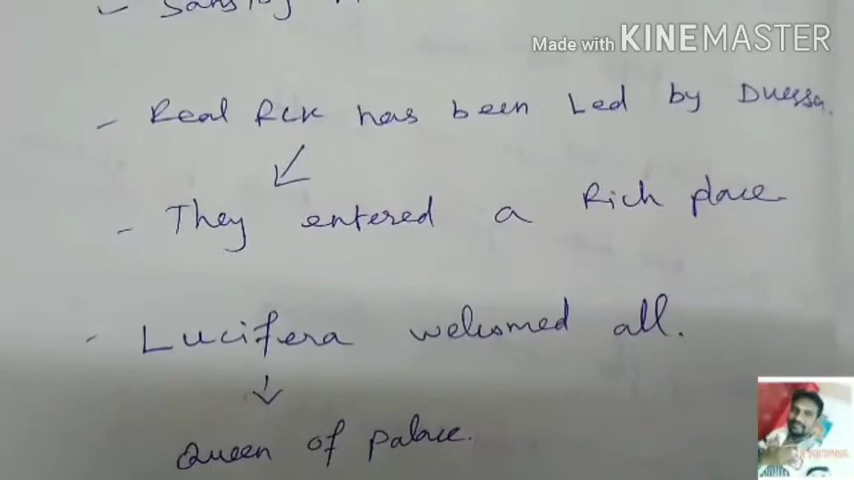 Made with KINEMASTER
- Real RCK has been Led by Duessa.
- They entered a Rich place.
- Lucifera welcomed all.
Queen of palace.